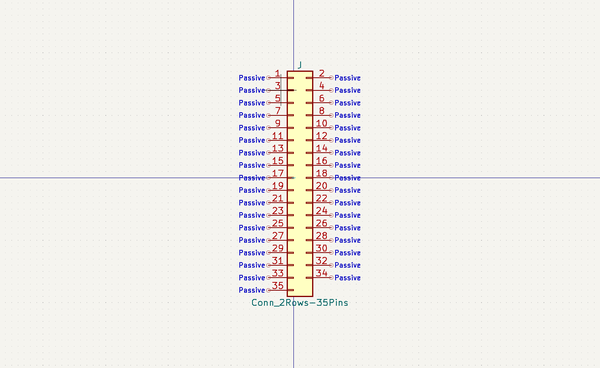 J
Passive 1 2 Passive
Passive 3 4 Passive
Passive 5 6 Passive
Passive 7 8 Passive
Passive 9 10 Passive
Passive 11 12 Passive
Passive 13 14 Passive
Passive 15 16 Passive
Passive 17 18 Passive
Passive 19 20 Passive
Passive 21 22 Passive
Passive 23 24 Passive
Passive 25 26 Passive
Passive 27 28 Passive
Passive 29 30 Passive
Passive 31 32 Passive
Passive 33 34 Passive
Passive 35
Conn_2Rows-35Pins